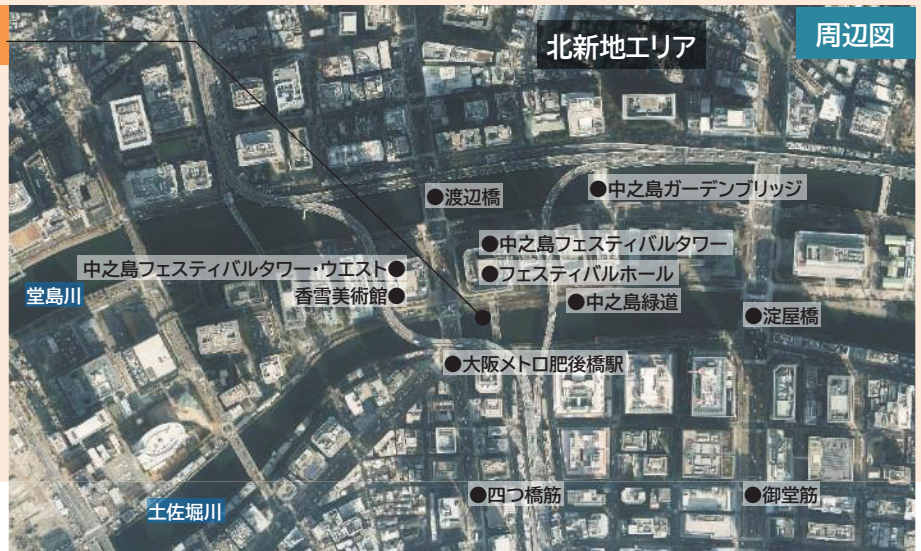 周辺図
北新地エリア
●中之島ガーデンブリッジ
●渡辺橋
●中之島フェスティバルタワー
中之島フェスティバルタワー・ウエスト●
●フェスティバルホール
堂島川
香雪美術館●
●中之島緑道
●淀屋橋
●大阪メトロ肥後橋駅
●四つ橋筋
●御堂筋
土佐堀川